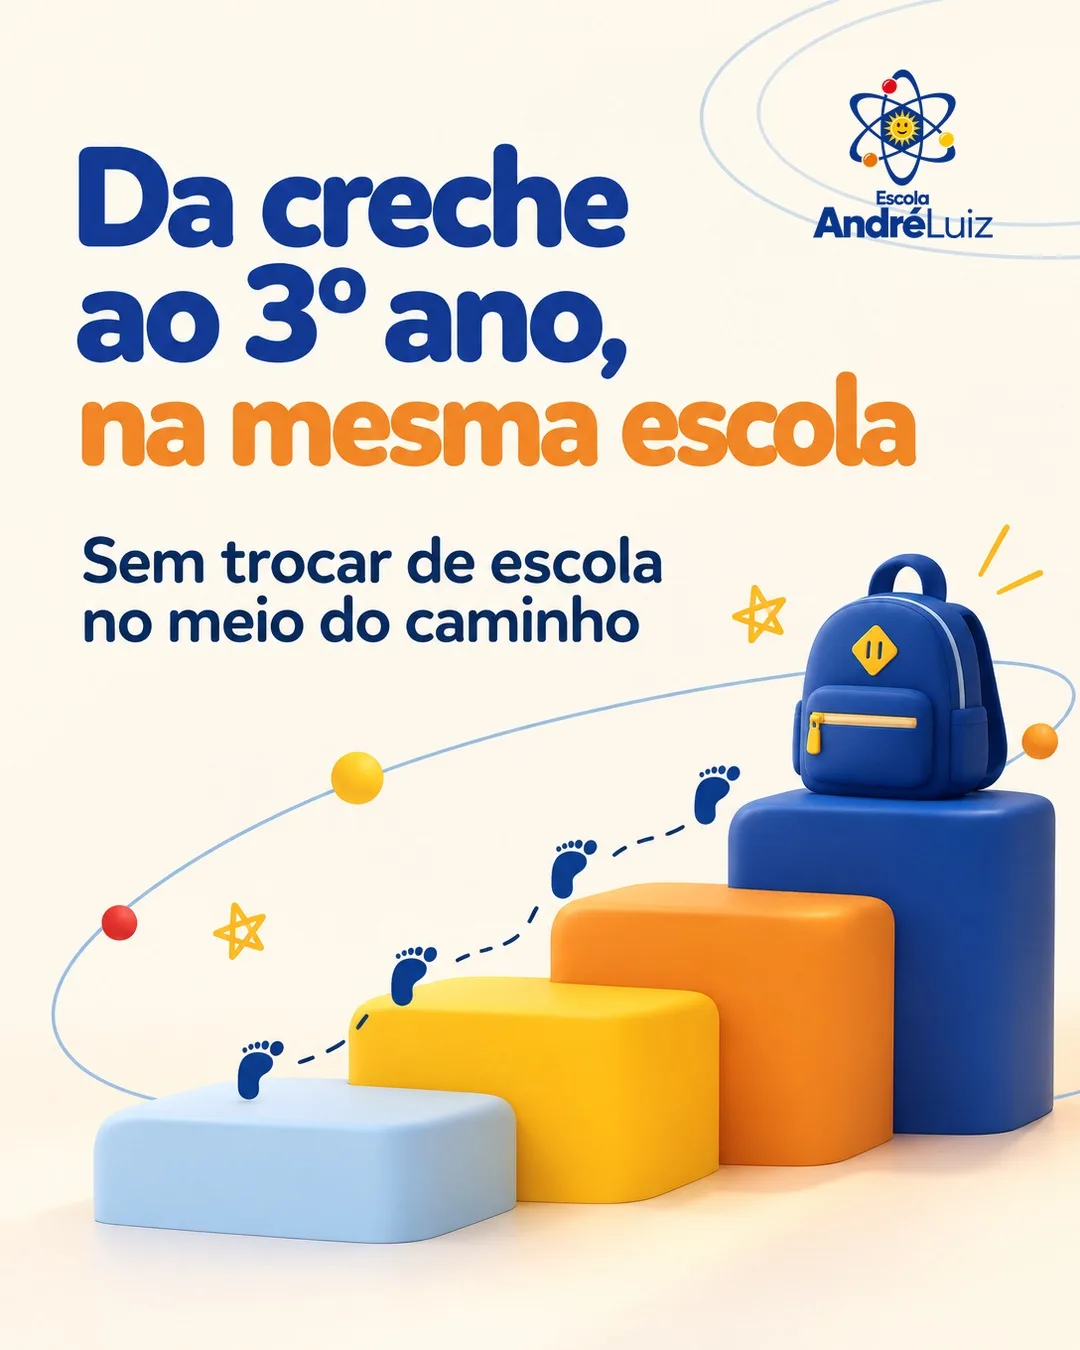 Da creche
ao 3º ano,
na mesma escola
Sem trocar de escola
no meio do caminho
Escola
AndréLuiz